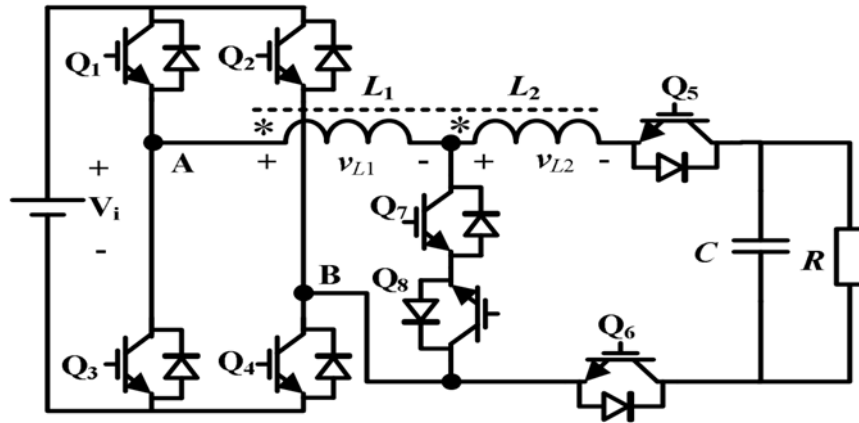 Q1
Q2
L1
L2
Q5
*
*
A
+
vL1
-
+
vL2
-
+
Vi
-
Q7
C
R
B
Q8
Q6
Q3
Q4